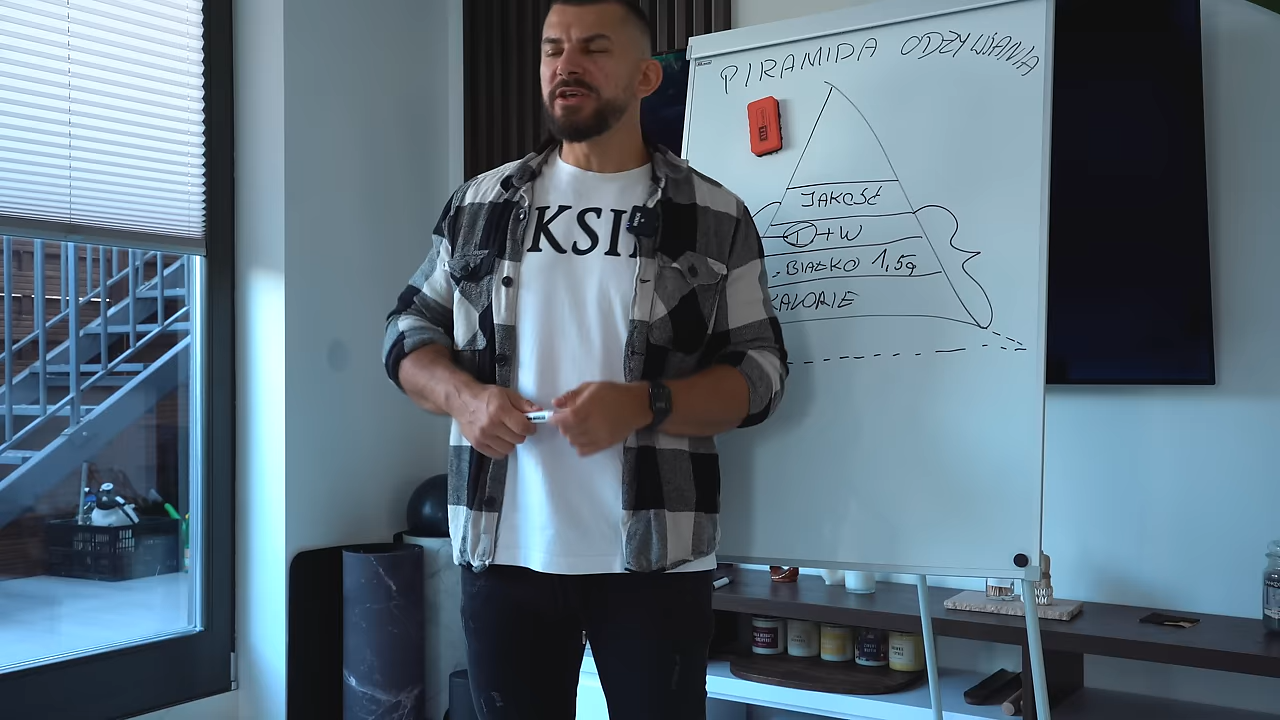 PIRAMIDA ODŻYWIANIA
JAKOŚĆ
T+W
BIAŁKO 1,5g
KALORIE
KSI